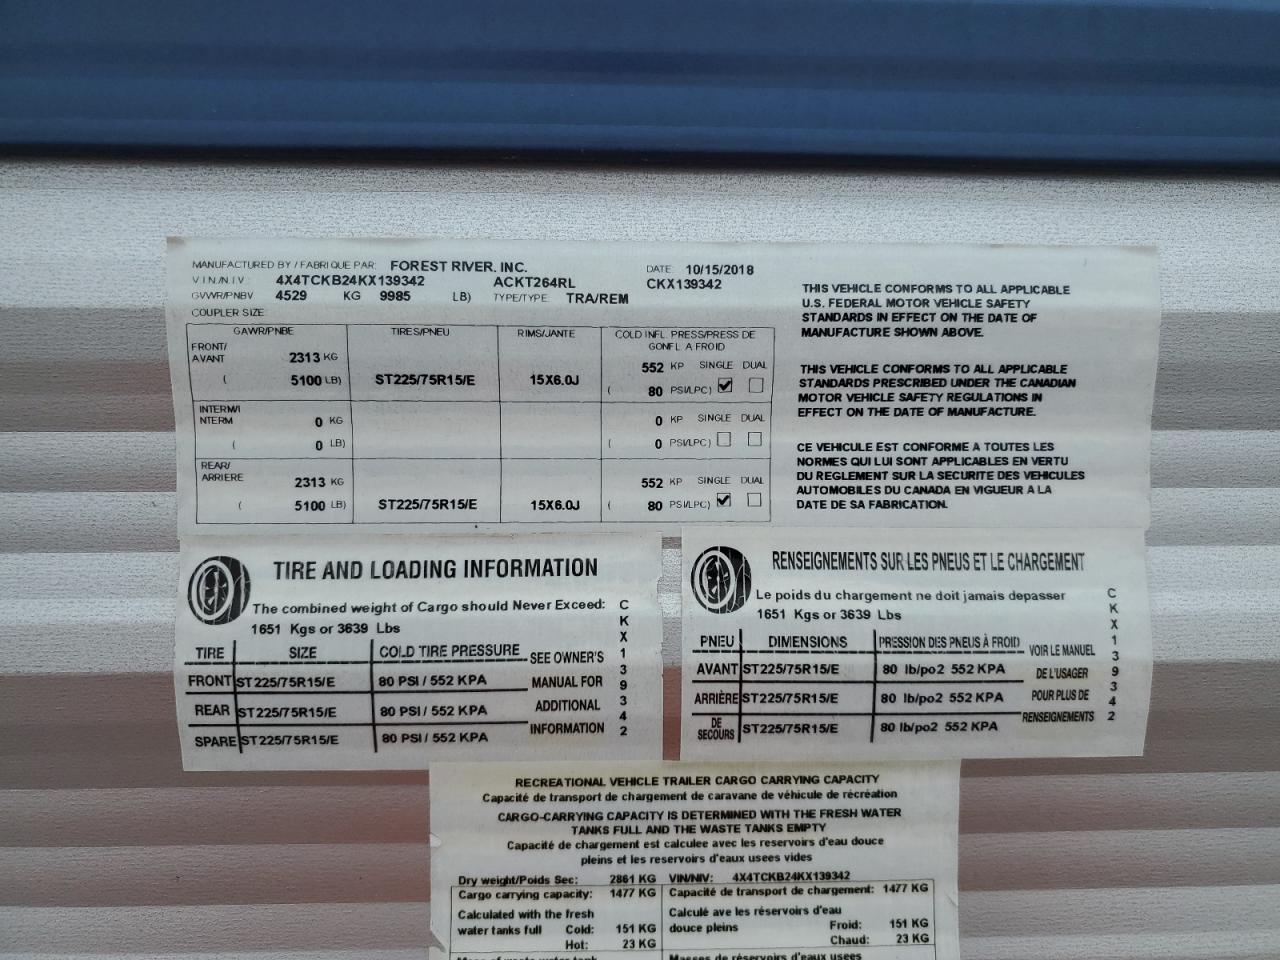 MANUFACTURED BY / FABRIQUE PAR: FOREST RIVER, INC. DATE: 10/15/2018
VIN/NIV: 4X4TCKB24KX139342 ACKT264RL CKX139342
GVWR/PNBV 4529 KG 9985 LB) TYPE/TYPE: TRA/REM
COUPLER SIZE:
GAWR/PNBE TIRES/PNEU RIMS/JANTE COLD INFL. PRESS/PRESS DE GONFL. A FROID
FRONT/
AVANT 2313 KG 552 KP SINGLE DUAL
( 5100 LB) ST225/75R15/E 15X6.0J ( 80 PSI/LPC)
INTERM/I
NTERM 0 KG 0 KP SINGLE DUAL
( 0 LB) ( 0 PSI/LPC)
REAR/
ARRIERE 2313 KG 552 KP SINGLE DUAL
( 5100 LB) ST225/75R15/E 15X6.0J ( 80 PSI/LPC)
THIS VEHICLE CONFORMS TO ALL APPLICABLE
U.S. FEDERAL MOTOR VEHICLE SAFETY
STANDARDS IN EFFECT ON THE DATE OF
MANUFACTURE SHOWN ABOVE.
THIS VEHICLE CONFORMS TO ALL APPLICABLE
STANDARDS PRESCRIBED UNDER THE CANADIAN
MOTOR VEHICLE SAFETY REGULATIONS IN
EFFECT ON THE DATE OF MANUFACTURE.
CE VEHICULE EST CONFORME A TOUTES LES
NORMES QUI LUI SONT APPLICABLES EN VERTU
DU REGLEMENT SUR LA SECURITE DES VEHICULES
AUTOMOBILES DU CANADA EN VIGUEUR A LA
DATE DE SA FABRICATION.
TIRE AND LOADING INFORMATION
The combined weight of Cargo should Never Exceed:
1651 Kgs or 3639 Lbs
TIRE SIZE COLD TIRE PRESSURE
FRONT ST225/75R15/E 80 PSI / 552 KPA
REAR ST225/75R15/E 80 PSI / 552 KPA
SPARE ST225/75R15/E 80 PSI / 552 KPA
SEE OWNER'S
MANUAL FOR
ADDITIONAL
INFORMATION
CKX139342
RENSEIGNEMENTS SUR LES PNEUS ET LE CHARGEMENT
Le poids du chargement ne doit jamais depasser
1651 Kgs or 3639 Lbs
PNEU DIMENSIONS PRESSION DES PNEUS À FROID
AVANT ST225/75R15/E 80 lb/po2 552 KPA
ARRIÈRE ST225/75R15/E 80 lb/po2 552 KPA
DE
SECOURS ST225/75R15/E 80 lb/po2 552 KPA
VOIR LE MANUEL
DE L'USAGER
POUR PLUS DE
RENSEIGNEMENTS
CKX139342
RECREATIONAL VEHICLE TRAILER CARGO CARRYING CAPACITY
Capacité de transport de chargement de caravane de véhicule de récréation
CARGO-CARRYING CAPACITY IS DETERMINED WITH THE FRESH WATER
TANKS FULL AND THE WASTE TANKS EMPTY
Capacité de chargement est calculee avec les reservoirs d'eau douce
pleins et les reservoirs d'eaux usees vides
Dry weight/Poids Sec: 2861 KG VIN/NIV: 4X4TCKB24KX139342
Cargo carrying capacity: 1477 KG Capacité de transport de chargement: 1477 KG
Calculated with the fresh Calculé ave les réservoirs d'eau
water tanks full Cold: 151 KG douce pleins Froid: 151 KG
Hot: 23 KG Chaud: 23 KG
Masses de réservoirs d'eaux usees